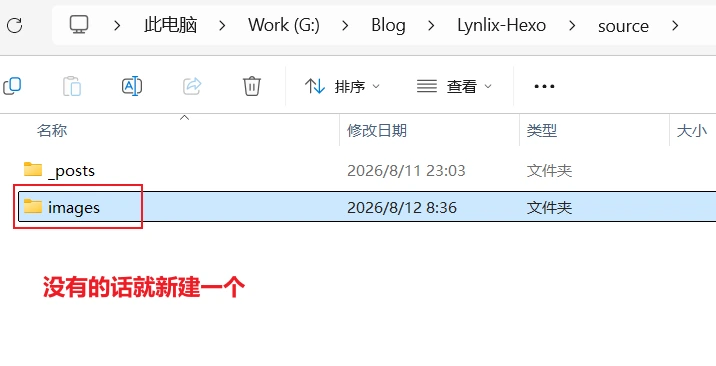 此电脑 > Work (G:) > Blog > Lynlix-Hexo > source >
排序 查看 •••
名称 修改日期 类型 大小
_posts 2026/8/11 23:03 文件夹
images 2026/8/12 8:36 文件夹
没有的话就新建一个